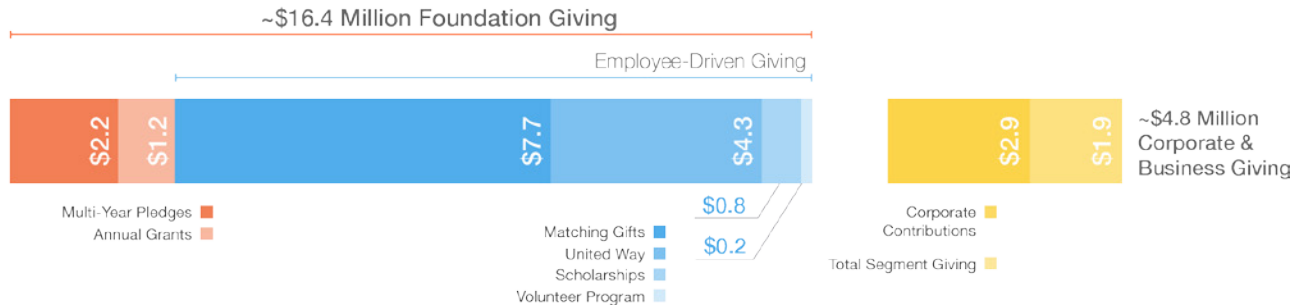 ~$16.4 Million Foundation Giving
Employee-Driven Giving
$2.2
$1.2
$7.7
$4.3
$2.9
$1.9
~$4.8 Million
Corporate &
Business Giving
$0.8
$0.2
Multi-Year Pledges
Annual Grants
Matching Gifts
United Way
Scholarships
Volunteer Program
Corporate
Contributions
Total Segment Giving